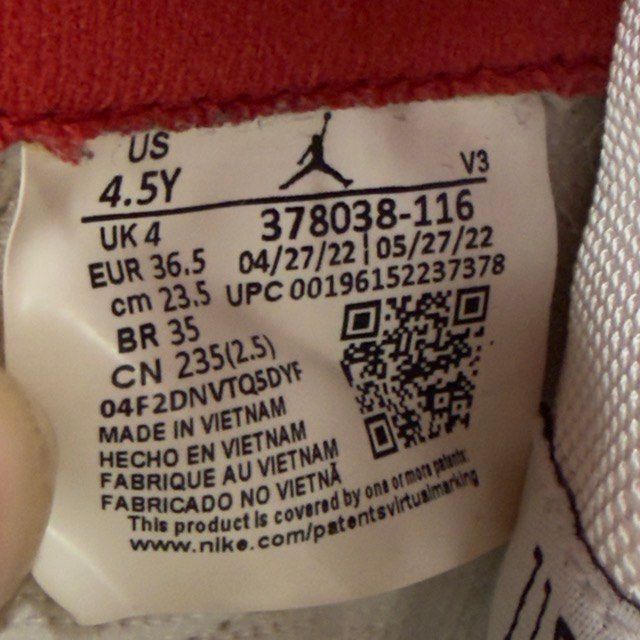 US
4.5Y
V3
378038-116
UK 4
04/27/22 | 05/27/22
EUR 36.5
UPC 00196152237378
cm 23.5
BR 35
CN 235(2.5)
04F2DNVTQ5DYF
MADE IN VIETNAM
HECHO EN VIETNAM
FABRIQUE AU VIETNAM
FABRICADO NO VIETNÃ
This product is covered by one or more patents
www.nike.com/patentsvirtualmarking